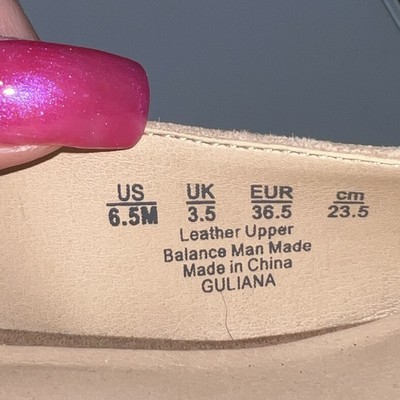 US UK EUR cm
6.5M 3.5 36.5 23.5
Leather Upper
Balance Man Made
Made in China
GULIANA